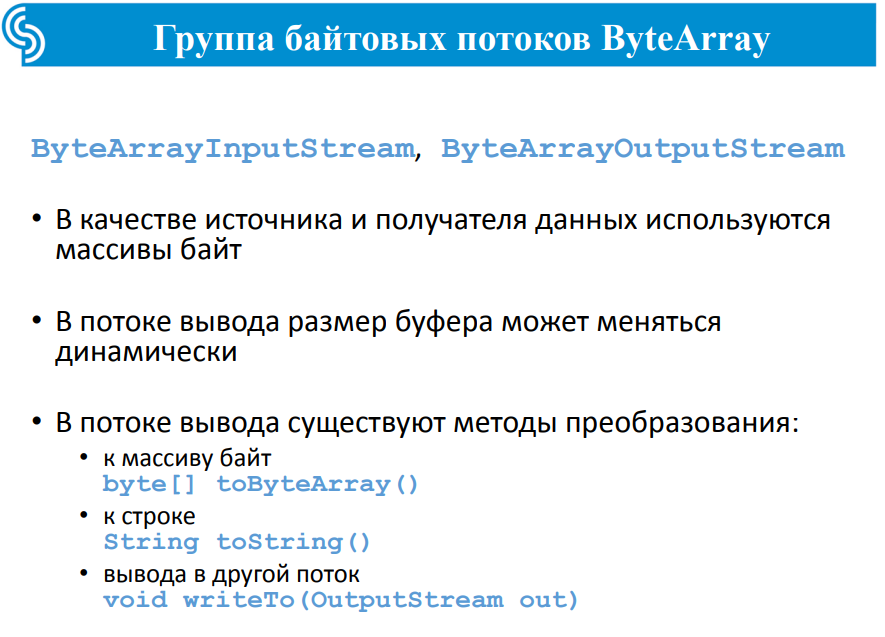 Группа байтовых потоков ByteArray
ByteArrayInputStream, ByteArrayOutputStream
• В качестве источника и получателя данных используются
массивы байт
• В потоке вывода размер буфера может меняться
динамически
• В потоке вывода существуют методы преобразования:
• к массиву байт
byte[] toByteArray()
• к строке
String toString()
• вывода в другой поток
void writeTo(OutputStream out)